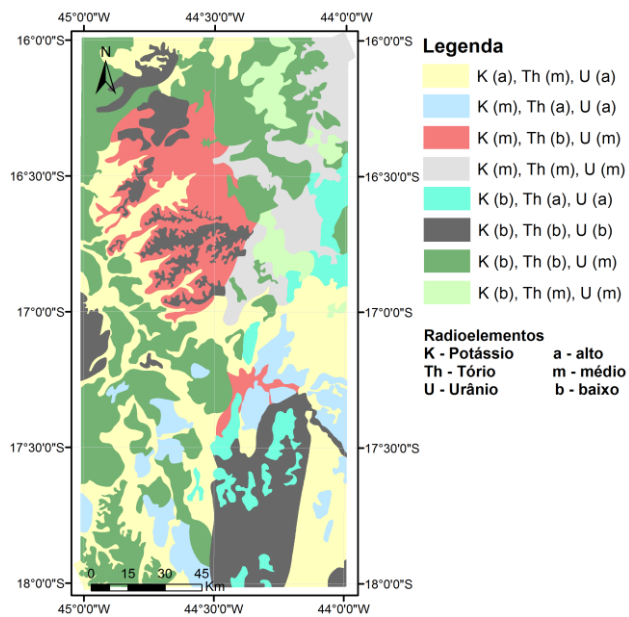 45°0'0"W 44°30'0"W 44°0'0"W
16°0'0"S 16°0'0"S
N
16°30'0"S 16°30'0"S
17°0'0"S 17°0'0"S
17°30'0"S 17°30'0"S
18°0'0"S 18°0'0"S
0 15 30 45
Km
45°0'0"W 44°30'0"W 44°0'0"W
Legenda
K (a), Th (m), U (a)
K (m), Th (a), U (a)
K (m), Th (b), U (m)
K (m), Th (m), U (m)
K (b), Th (a), U (a)
K (b), Th (b), U (b)
K (b), Th (b), U (m)
K (b), Th (m), U (m)
Radioelementos
K - Potássio a - alto
Th - Tório m - médio
U - Urânio b - baixo